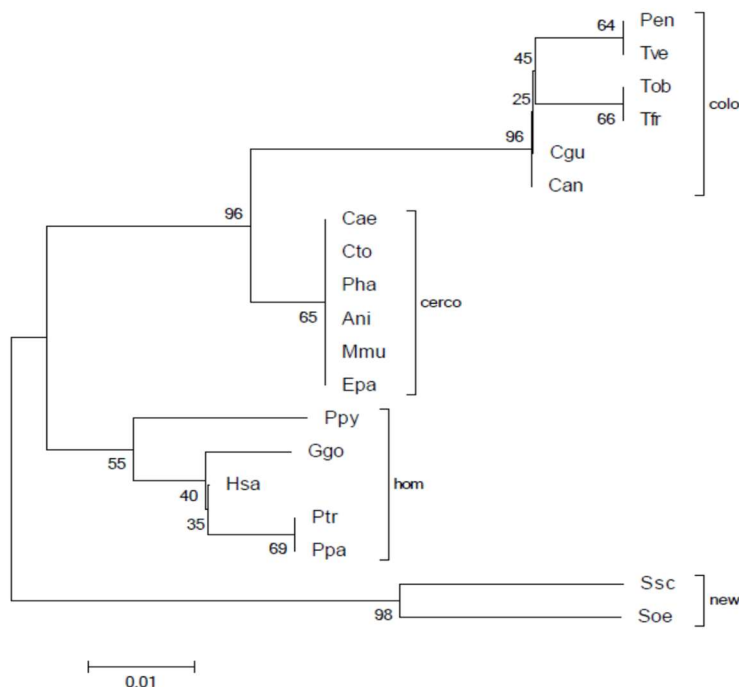 Pen
64
Tve
45
Tob
colo
25
66
Tfr
96
Cgu
Can
96
Cae
Cto
Pha
cerco
65
Ani
Mmu
Epa
Ppy
55
Ggo
hom
40
Hsa
35
Ptr
69
Ppa
Ssc
new
98
Soe
0.01